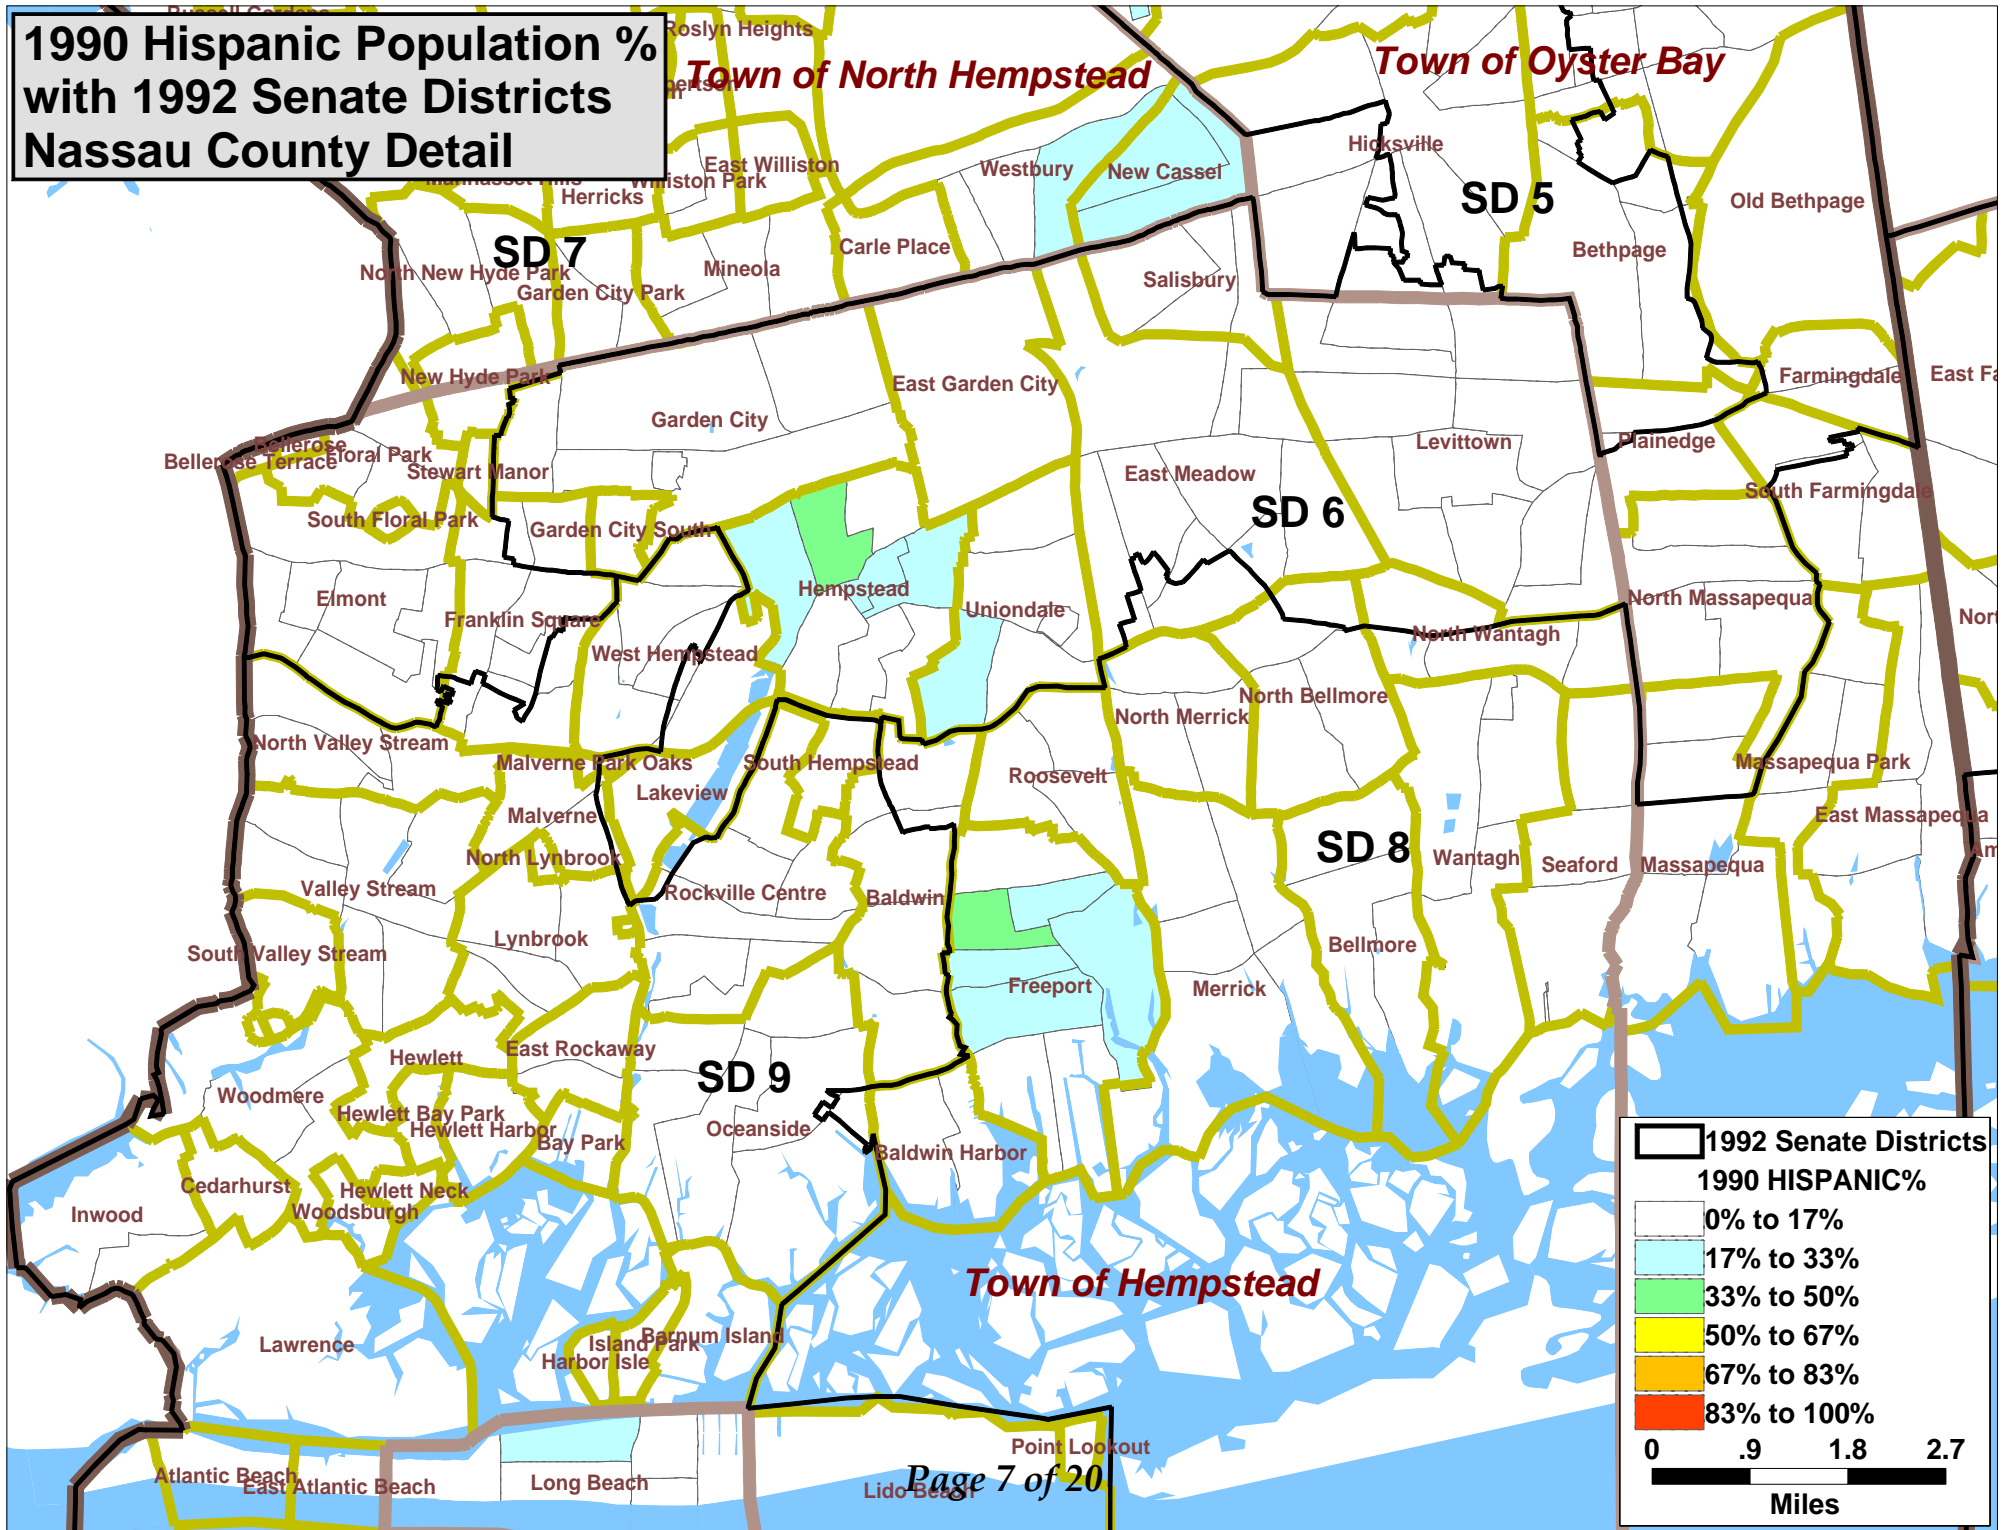 1990 Hispanic Population %
with 1992 Senate Districts
Nassau County Detail
Roslyn Heights
Town of North Hempstead
Town of Oyster Bay
Hicksville
East Williston
Williston Park
Herricks
Westbury
New Cassel
SD 5
Old Bethpage
SD 7
Carle Place
Bethpage
North New Hyde Park
Mineola
Salisbury
Garden City Park
New Hyde Park
East Garden City
Farmingdale
Garden City
Levittown
Plainedge
Bellerose
Bellerose Terrace
Floral Park
Stewart Manor
East Meadow
South Farmingdale
South Floral Park
Garden City South
SD 6
Elmont
Hempstead
Uniondale
North Massapequa
Franklin Square
North Wantagh
West Hempstead
North Bellmore
North Merrick
North Valley Stream
Malverne Park Oaks
South Hempstead
Roosevelt
Massapequa Park
Lakeview
Malverne
East Massapequa
North Lynbrook
SD 8
Wantagh
Seaford
Massapequa
Valley Stream
Rockville Centre
Baldwin
Lynbrook
Bellmore
South Valley Stream
Freeport
Merrick
Hewlett
East Rockaway
SD 9
Woodmere
Hewlett Bay Park
Hewlett Harbor
Bay Park
Oceanside
Baldwin Harbor
Cedarhurst
Hewlett Neck
Woodsburgh
Inwood
Town of Hempstead
Lawrence
Barnum Island
Island Park
Harbor Isle
Point Lookout
Atlantic Beach
East Atlantic Beach
Long Beach
Lido Beach
Page 7 of 20
1992 Senate Districts
1990 HISPANIC%
0% to 17%
17% to 33%
33% to 50%
50% to 67%
67% to 83%
83% to 100%
0 .9 1.8 2.7
Miles